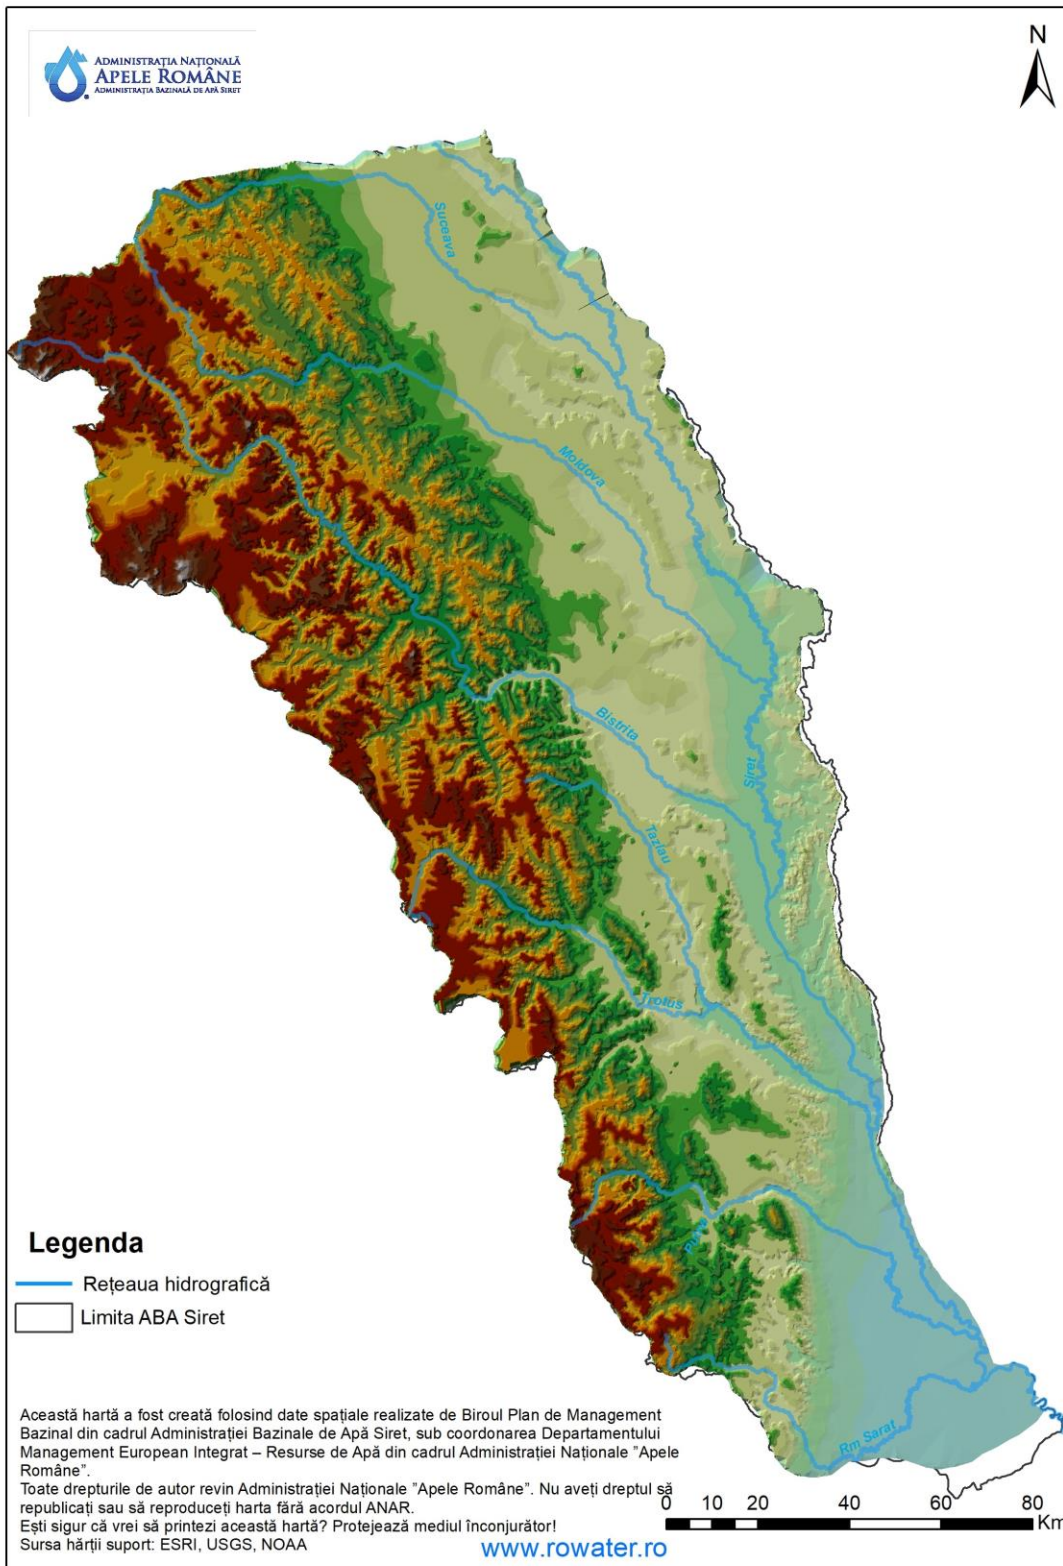 ADMINISTRAȚIA NAȚIONALĂ
APELE ROMÂNE
ADMINISTRAȚIA BAZINALĂ DE APĂ SIRET
N
Suceava
Moldova
Bistrita
Siret
Tazlau
Trotus
Putna
Rm Sarat
Legenda
Rețeaua hidrografică
Limita ABA Siret
Această hartă a fost creată folosind date spațiale realizate de Biroul Plan de Management
Bazinal din cadrul Administrației Bazinale de Apă Siret, sub coordonarea Departamentului
Management European Integrat – Resurse de Apă din cadrul Administrației Naționale ”Apele
Române”.
Toate drepturile de autor revin Administrației Naționale ”Apele Române”. Nu aveți dreptul să
republicați sau să reproduceți harta fără acordul ANAR.
Ești sigur că vrei să printezi această hartă? Protejează mediul înconjurător!
Sursa hărții suport: ESRI, USGS, NOAA
www.rowater.ro
0 10 20 40 60 80
Km